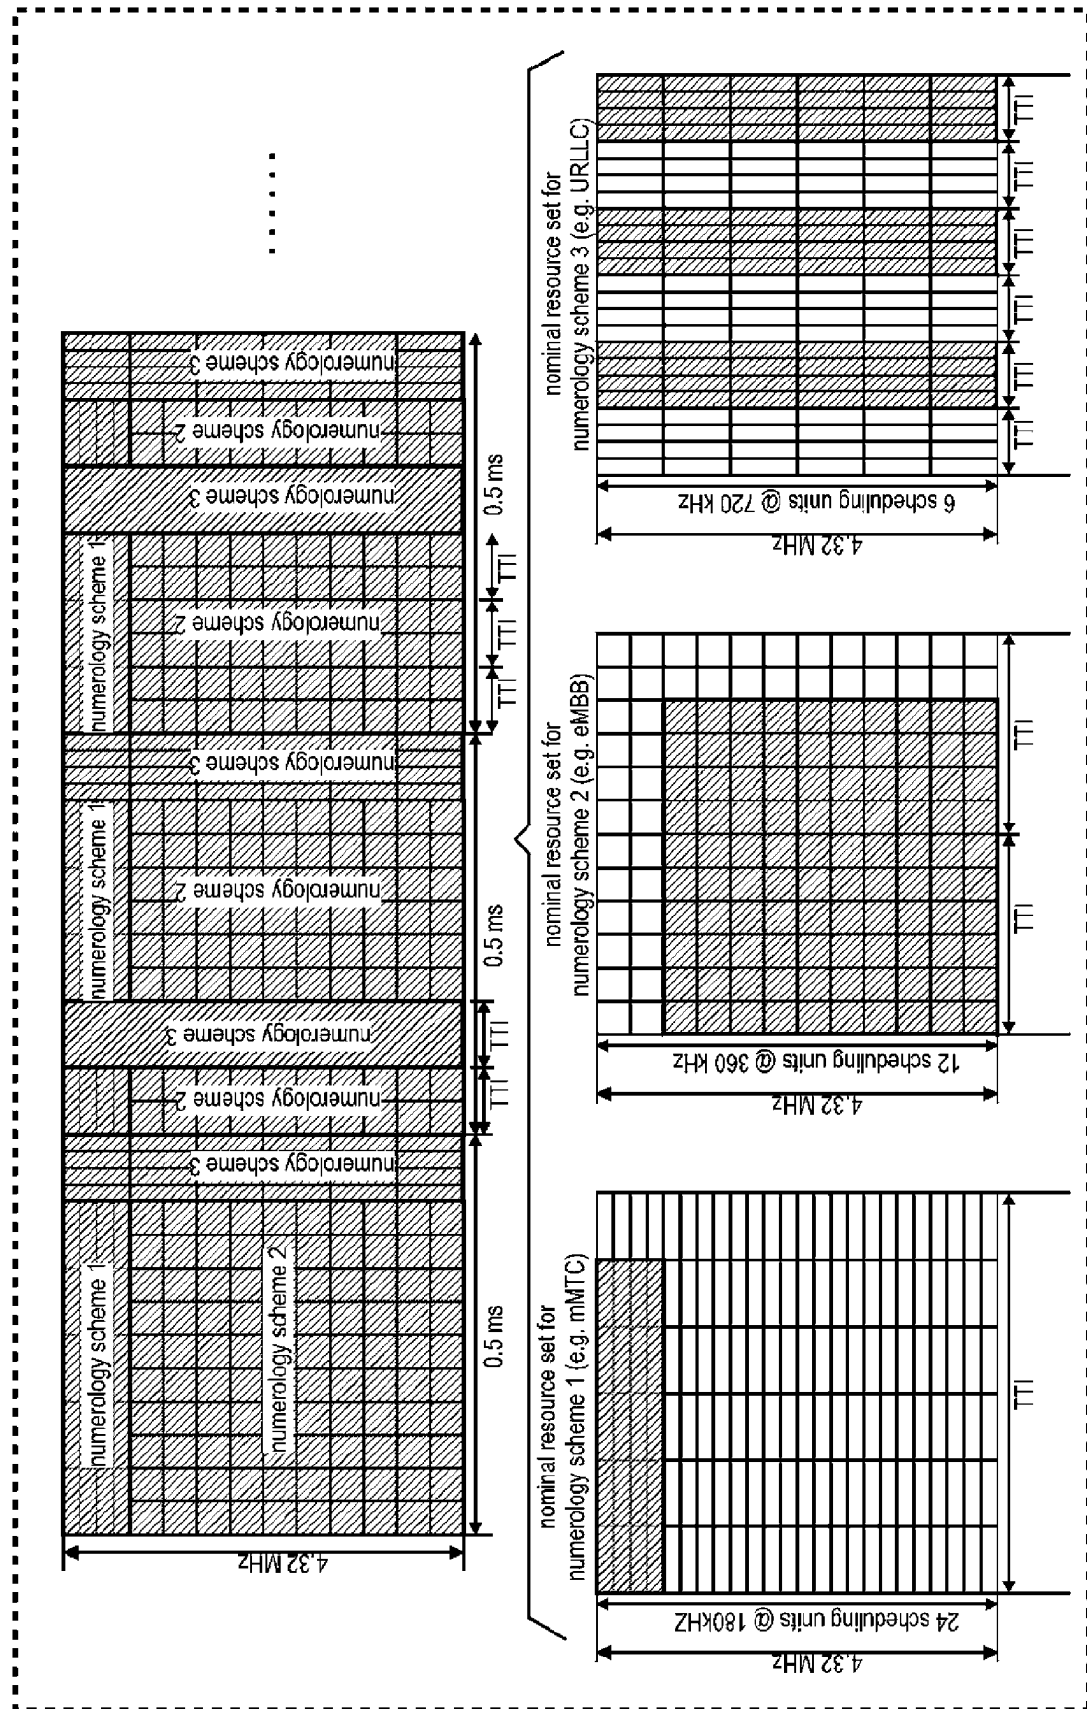 4.32 MHz
numerology scheme 1
numerology scheme 2
numerology scheme 3
numerology scheme 2
numerology scheme 3
numerology scheme 1
numerology scheme 2
numerology scheme 3
numerology scheme 1
numerology scheme 2
numerology scheme 3
numerology scheme 2
numerology scheme 3
......
0.5 ms
TTI
TTI
0.5 ms
TTI
TTI
TTI
0.5 ms
nominal resource set for
numerology scheme 1 (e.g. mMTC)
4.32 MHz
24 scheduling units @ 180kHZ
TTI
nominal resource set for
numerology scheme 2 (e.g. eMBB)
4.32 MHz
12 scheduling units @ 360 kHz
TTI
TTI
nominal resource set for
numerology scheme 3 (e.g. URLLC)
4.32 MHz
6 scheduling units @ 720 kHz
TTI
TTI
TTI
TTI
TTI
TTI